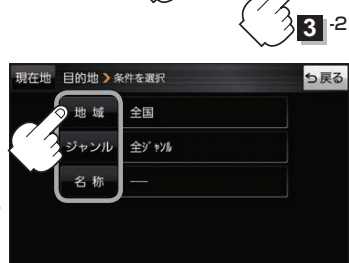 3 -2
現在地 目的地 > 条件を選択 戻る
地 域 全国
ジャンル 全ｼﾞｬﾝﾙ
名 称 ---